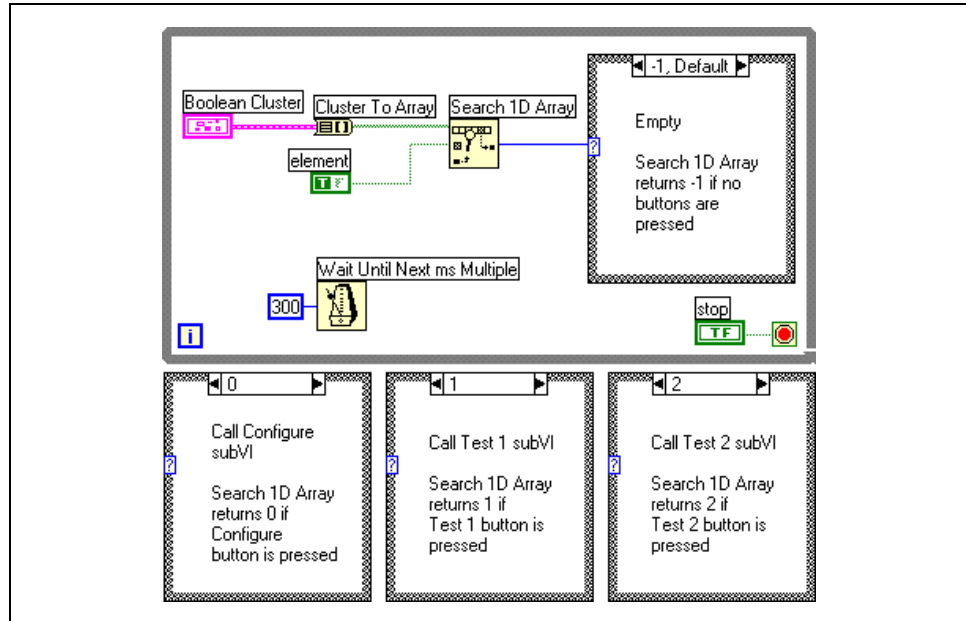 -1, Default
Boolean Cluster
Cluster To Array
Search 1D Array
element
T F
Empty
Search 1D Array
returns -1 if no
buttons are
pressed
Wait Until Next ms Multiple
300
i
stop
TF
?
0
Call Configure
subVI
?
Search 1D Array
returns 0 if
Configure
button is pressed
1
Call Test 1 subVI
?
Search 1D Array
returns 1 if
Test 1 button is
pressed
2
Call Test 2 subVI
?
Search 1D Array
returns 2 if
Test 2 button is
pressed